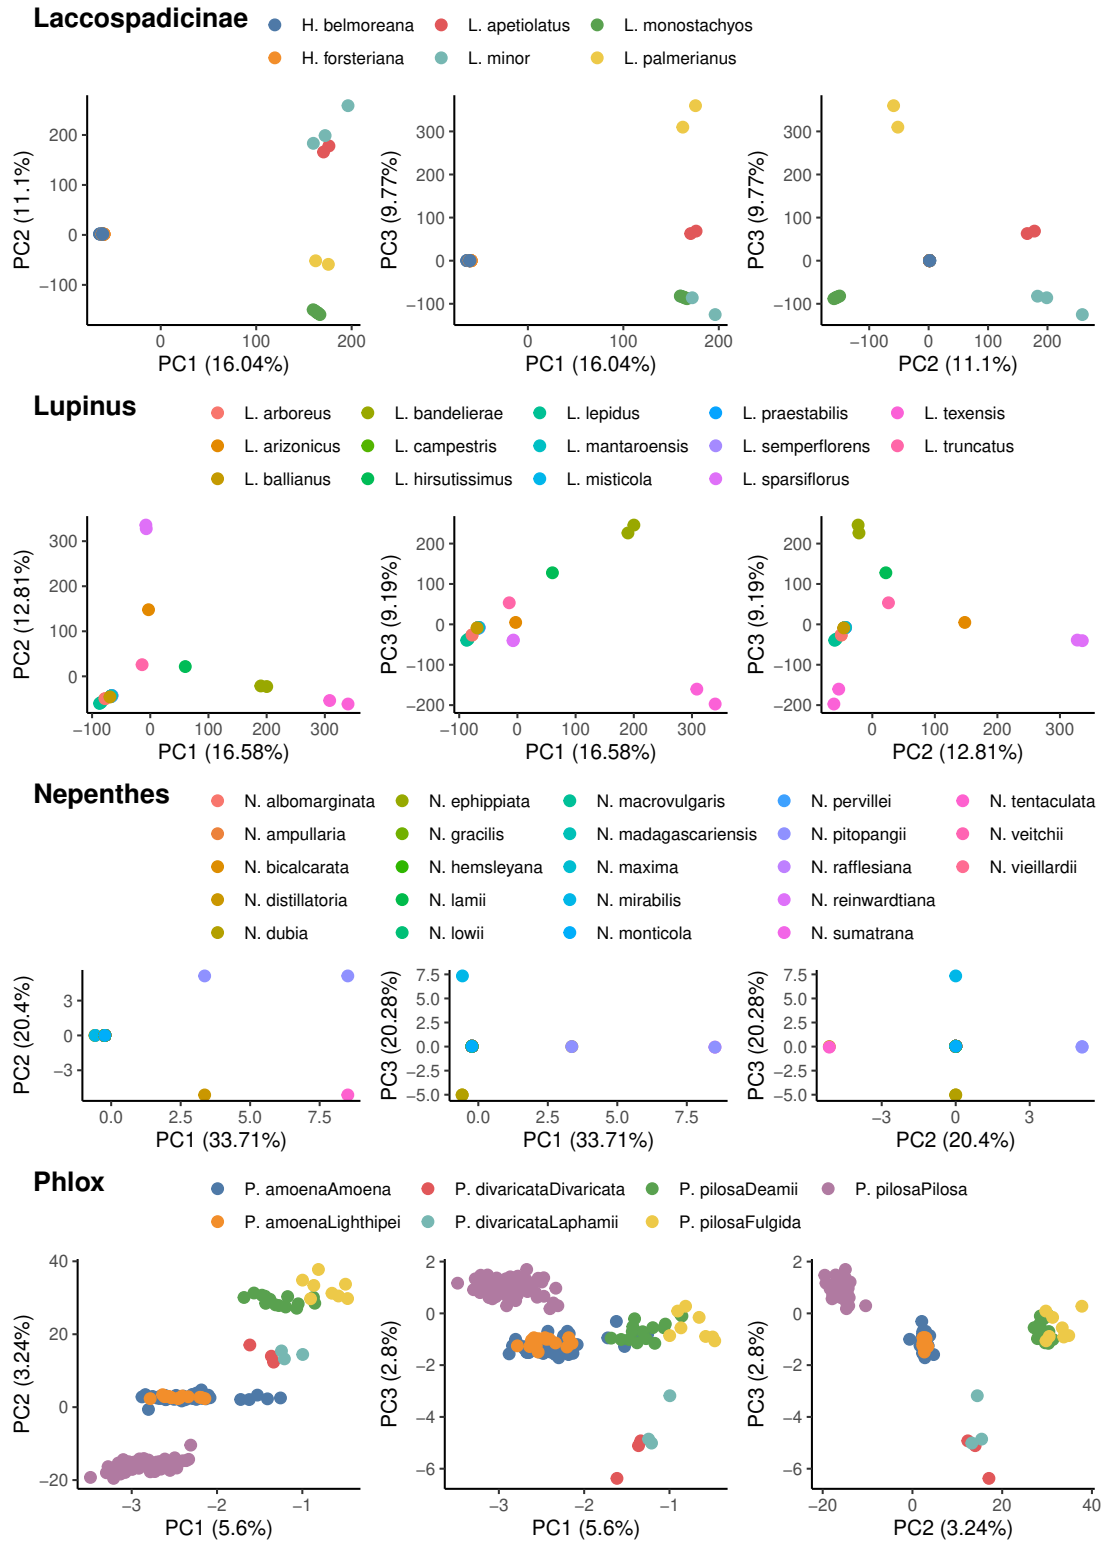 Laccospadicinae
H. belmoreana L. apetiolatus L. monostachyos
H. forsteriana L. minor L. palmerianus
PC2 (11.1%)
200
100
0
−100
0 100 200
PC1 (16.04%)
PC3 (9.77%)
300
200
100
0
−100
0 100 200
PC1 (16.04%)
PC3 (9.77%)
300
200
100
0
−100
−100 0 100 200
PC2 (11.1%)
Lupinus
L. arboreus L. bandelierae L. lepidus L. praestabilis L. texensis
L. arizonicus L. campestris L. mantaroensis L. semperflorens L. truncatus
L. ballianus L. hirsutissimus L. misticola L. sparsiflorus
PC2 (12.81%)
300
200
100
0
−100 0 100 200 300
PC1 (16.58%)
PC3 (9.19%)
200
100
0
−100
−200
−100 0 100 200 300
PC1 (16.58%)
PC3 (9.19%)
200
100
0
−100
−200
0 100 200 300
PC2 (12.81%)
Nepenthes
N. albomarginata N. ephippiata N. macrovulgaris N. pervillei N. tentaculata
N. ampullaria N. gracilis N. madagascariensis N. pitopangii N. veitchii
N. bicalcarata N. hemsleyana N. maxima N. rafflesiana N. vieillardii
N. distillatoria N. lamii N. mirabilis N. reinwardtiana
N. dubia N. lowii N. monticola N. sumatrana
PC2 (20.4%)
3
0
−3
0.0 2.5 5.0 7.5
PC1 (33.71%)
PC3 (20.28%)
7.5
5.0
2.5
0.0
−2.5
−5.0
0.0 2.5 5.0 7.5
PC1 (33.71%)
PC3 (20.28%)
7.5
5.0
2.5
0.0
−2.5
−5.0
−3 0 3
PC2 (20.4%)
Phlox
P. amoenaAmoena P. divaricataDivaricata P. pilosaDeamii P. pilosaPilosa
P. amoenaLighthipei P. divaricataLaphamii P. pilosaFulgida
PC2 (3.24%)
40
20
0
−20
−3 −2 −1
PC1 (5.6%)
PC3 (2.8%)
2
0
−2
−4
−6
−3 −2 −1
PC1 (5.6%)
PC3 (2.8%)
2
0
−2
−4
−6
−20 0 20 40
PC2 (3.24%)